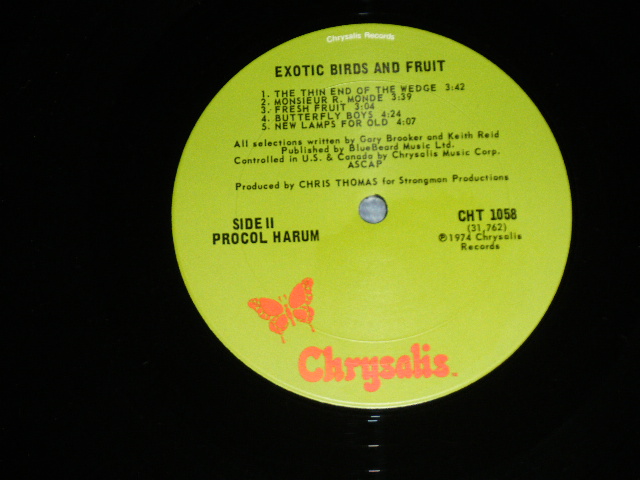 Chrysalis Records
EXOTIC BIRDS AND FRUIT
1. THE THIN END OF THE WEDGE 3:42
2. MONSIEUR R. MONDE 3:39
3. FRESH FRUIT 3:04
4. BUTTERFLY BOYS 4:24
5. NEW LAMPS FOR OLD 4:07
All selections written by Gary Brooker and Keith Reid
Published by BlueBeard Music Ltd.
Controlled in U.S. & Canada by Chrysalis Music Corp.
ASCAP
Produced by CHRIS THOMAS for Strongman Productions
SIDE II
PROCOL HARUM
CHT 1058
(31,762)
℗1974 Chrysalis
Records
Chrysalis™